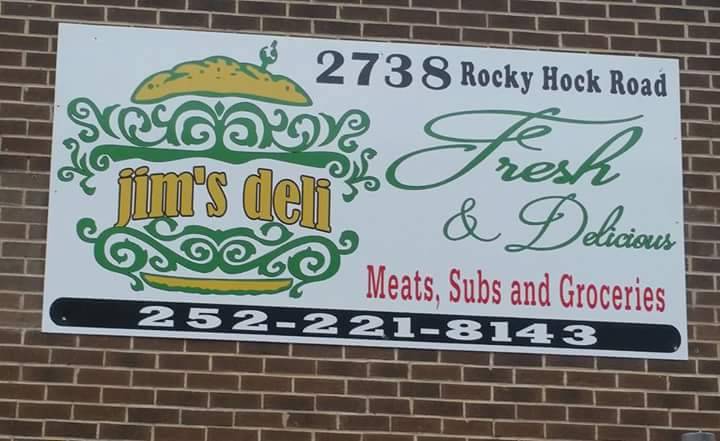 2738 Rocky Hock Road
jim's deli
Fresh
& Delicious
Meats, Subs and Groceries
252-221-8143